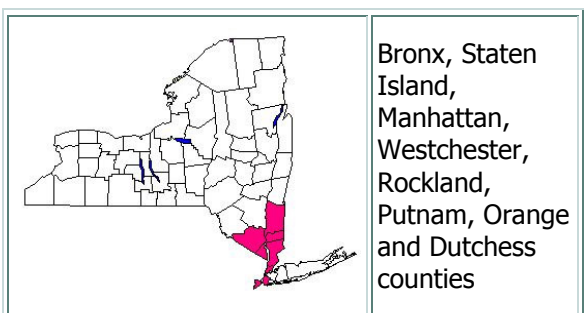 Bronx, Staten
Island,
Manhattan,
Westchester,
Rockland,
Putnam, Orange
and Dutchess
counties